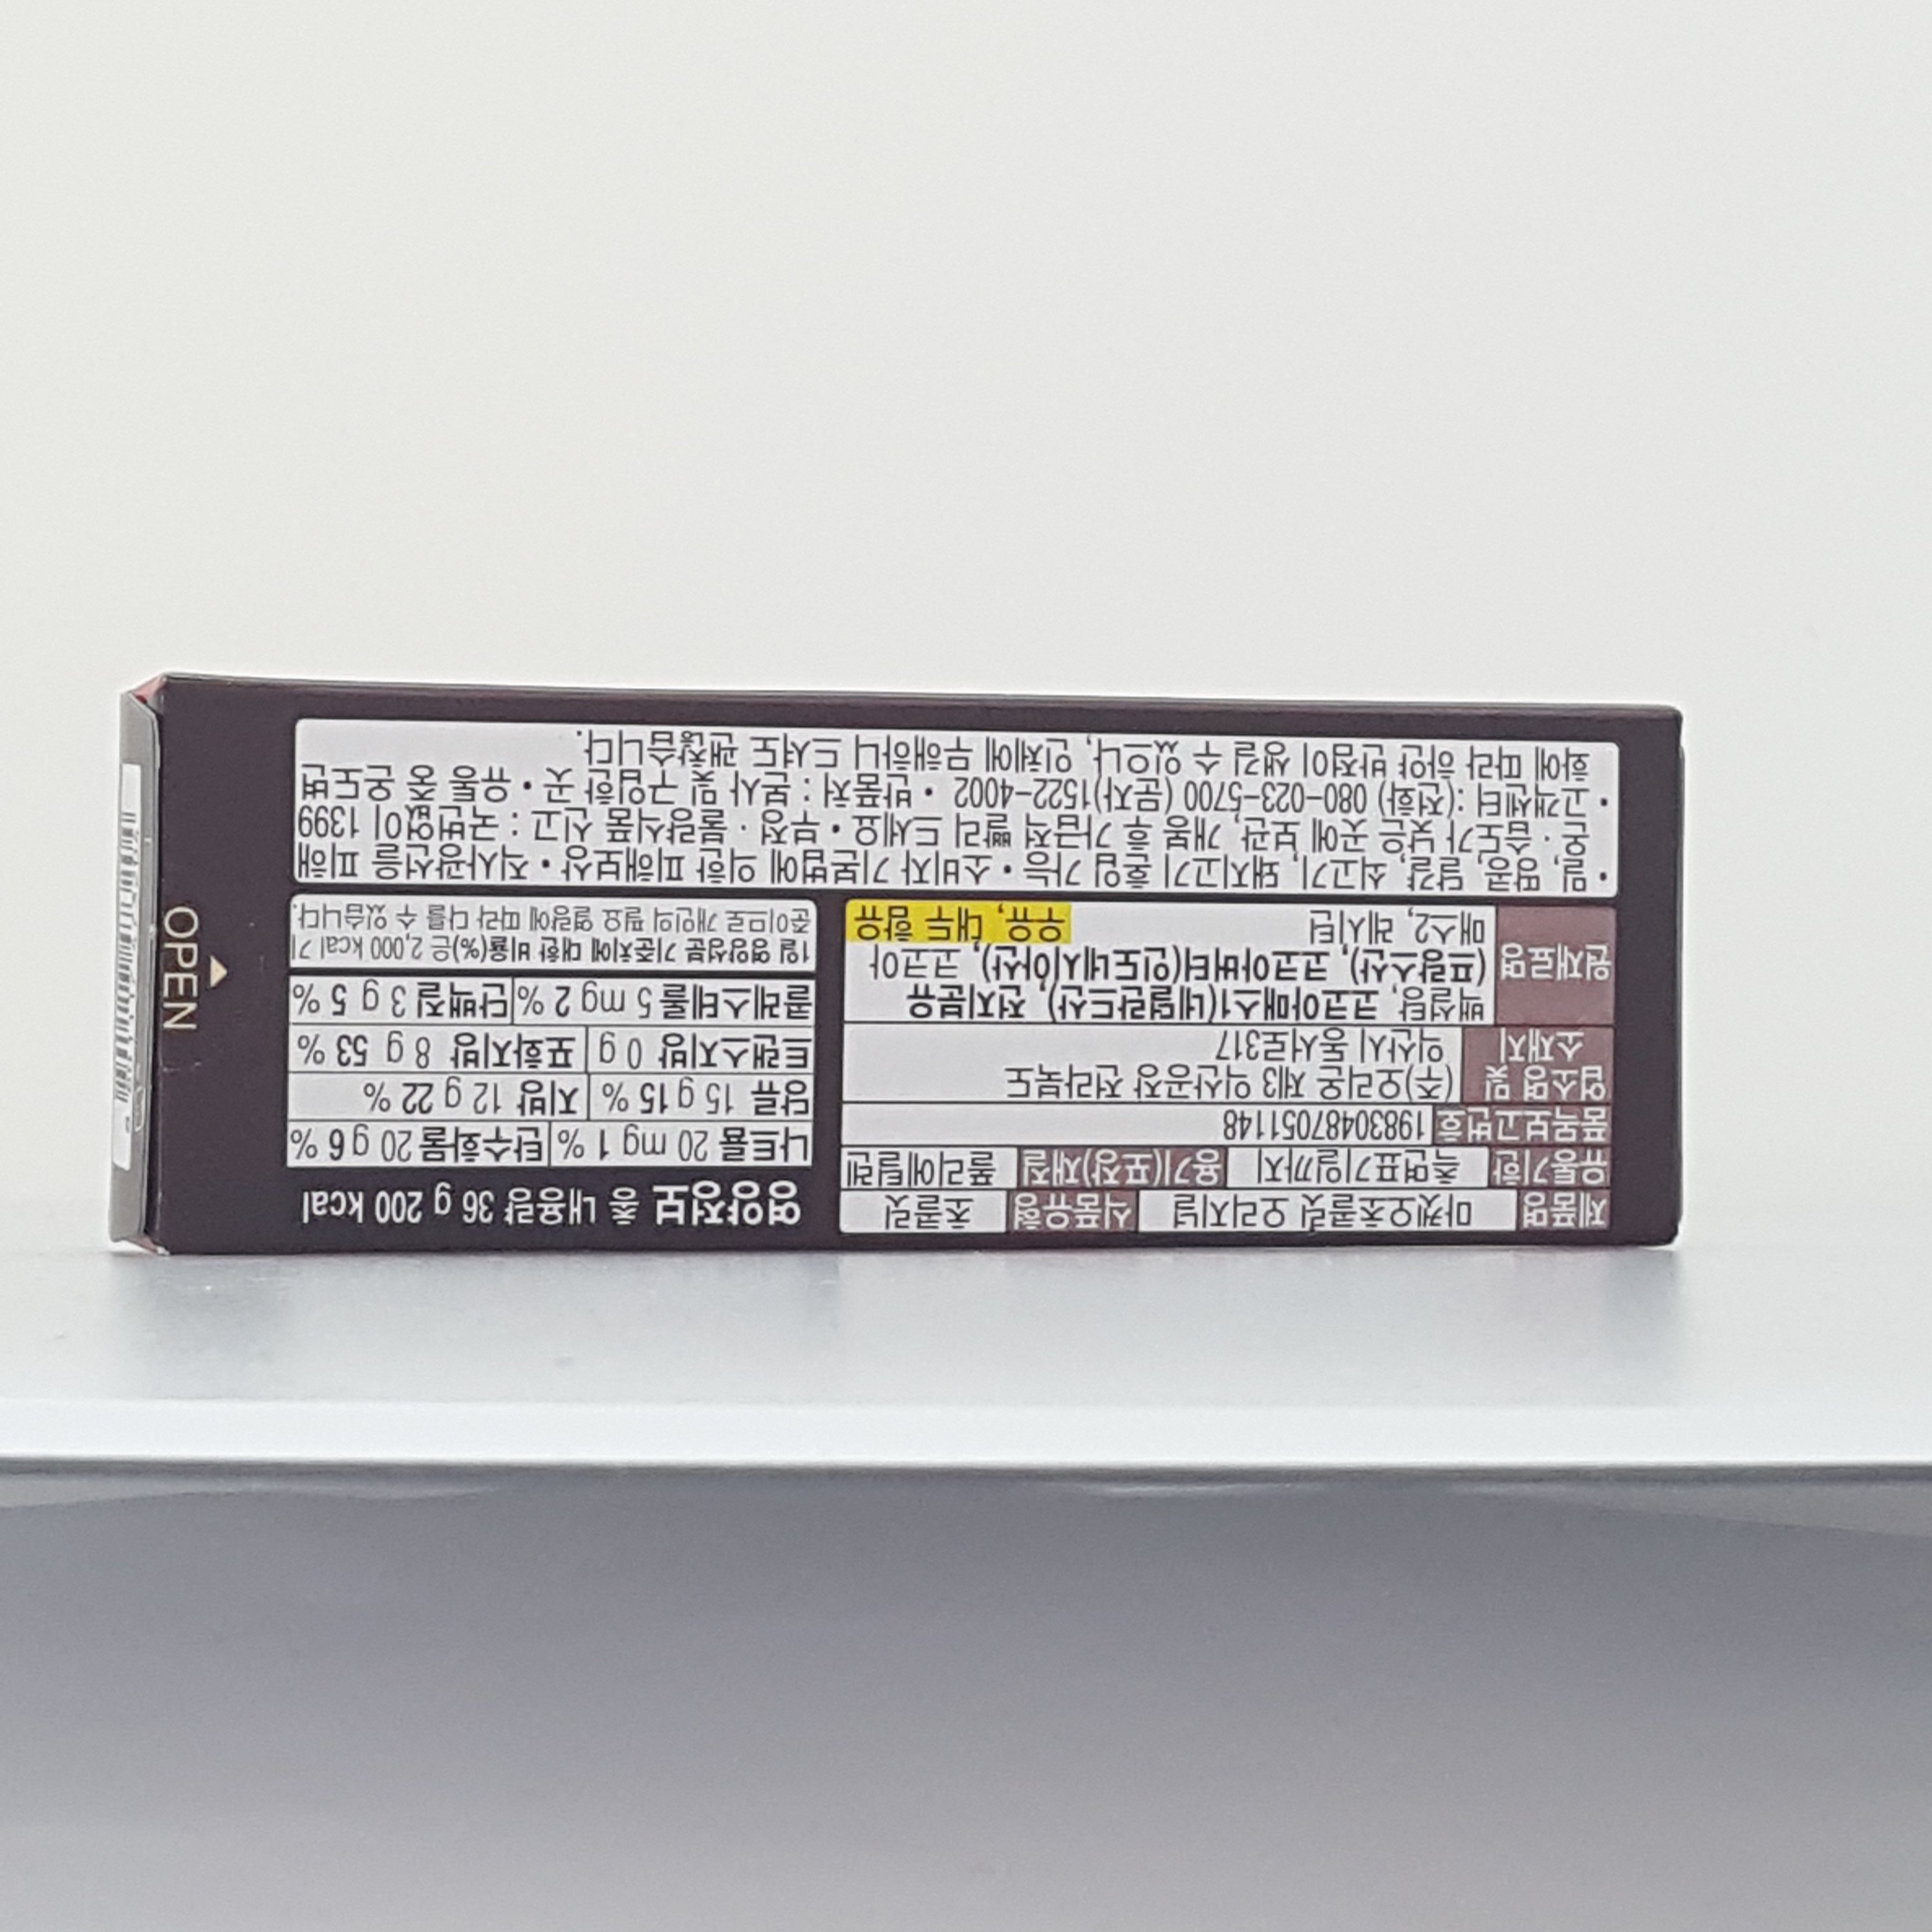 제품명 마켓오초콜릿 오리지널 식품유형 초콜릿
유통기한 측면표기일까지 용기(포장)재질 폴리에틸렌
품목보고번호 19830487051148
업소명 및 소재지 (주)오리온 제3 익산공장 전라북도
익산시 동서로317
원재료명 백설탕, 코코아매스1(네덜란드산), 전지분유
(프랑스산), 코코아버터(인도네시아산), 코코아
매스2, 레시틴 우유, 대두 함유
영양정보 총 내용량 36 g 200 kcal
나트륨 20 mg 1 % 탄수화물 20 g 6 %
당류 15 g 15 % 지방 12 g 22 %
트랜스지방 0 g 포화지방 8 g 53 %
콜레스테롤 5 mg 2 % 단백질 3 g 5 %
1일 영양성분 기준치에 대한 비율(%)은 2,000 kcal 기
준이므로 개인의 필요 열량에 따라 다를 수 있습니다.
• 밀, 땅콩, 달걀, 쇠고기, 돼지고기 혼입 가능 • 소비자 기본법에 의한 피해보상 • 직사광선을 피해
온·습도가 낮은 곳에 보관, 개봉 후 가급적 빨리 드세요 • 부정·불량식품 신고 : 국번없이 1399
• 고객센터 : (전화) 080-023-5700 (문자)1522-4002 • 반품처 : 본사 및 구입한 곳 • 유통 중 온도변
화에 따라 하얀 반점이 생길 수 있으나, 인체에 무해하니 드셔도 괜찮습니다.
OPEN